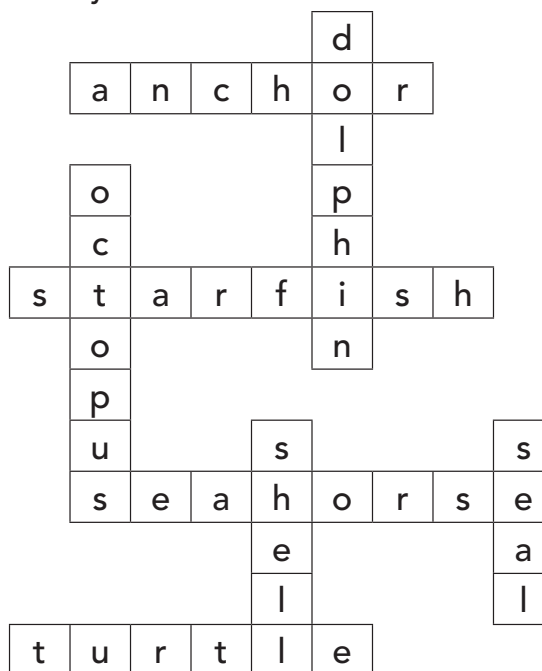 d
a n c h o r
l
o p
c h
s t a r f i s h
o n
p
u s s
s e a h o r s e
e a
l l
t u r t l e